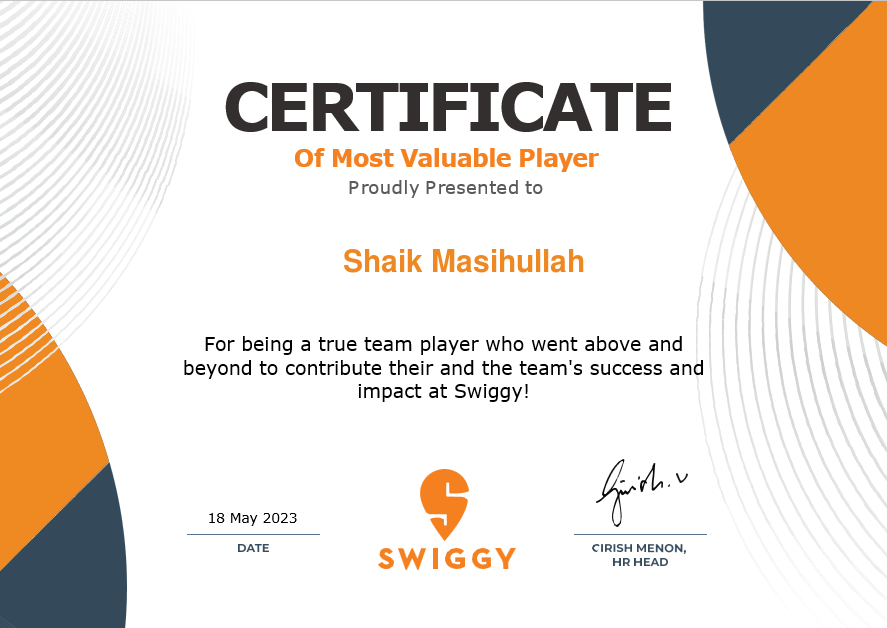 CERTIFICATE
Of Most Valuable Player
Proudly Presented to
Shaik Masihullah
For being a true team player who went above and
beyond to contribute their and the team's success and
impact at Swiggy!
Girish. V
18 May 2023
DATE
SWIGGY
GIRISH MENON,
HR HEAD